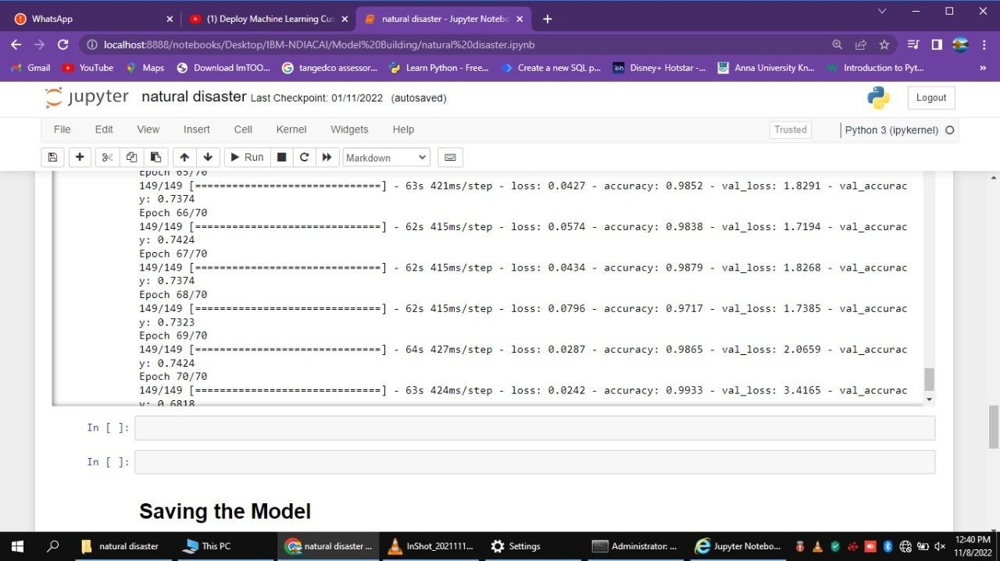 WhatsApp
(1) Deploy Machine Learning Cus
natural disaster - Jupyter Notebo
localhost:8888/notebooks/Desktop/IBM-NDIACAI/Model%20Building/natural%20disaster.ipynb
Gmail YouTube Maps Download ImTOO... tangedco assessor... Learn Python - Free... Create a new SQL p... Disney+ Hotstar -... Anna University Kn... Introduction to Pyt... »
jupyter natural disaster Last Checkpoint: 01/11/2022 (autosaved) Logout
File Edit View Insert Cell Kernel Widgets Help Trusted Python 3 (ipykernel)
Run Markdown
Epoch 65/70
149/149 [==============================] - 63s 421ms/step - loss: 0.0427 - accuracy: 0.9852 - val_loss: 1.8291 - val_accurac
y: 0.7374
Epoch 66/70
149/149 [==============================] - 62s 415ms/step - loss: 0.0574 - accuracy: 0.9838 - val_loss: 1.7194 - val_accurac
y: 0.7424
Epoch 67/70
149/149 [==============================] - 62s 415ms/step - loss: 0.0434 - accuracy: 0.9879 - val_loss: 1.8268 - val_accurac
y: 0.7374
Epoch 68/70
149/149 [==============================] - 62s 415ms/step - loss: 0.0796 - accuracy: 0.9717 - val_loss: 1.7385 - val_accurac
y: 0.7323
Epoch 69/70
149/149 [==============================] - 64s 427ms/step - loss: 0.0287 - accuracy: 0.9865 - val_loss: 2.0659 - val_accurac
y: 0.7424
Epoch 70/70
149/149 [==============================] - 63s 424ms/step - loss: 0.0242 - accuracy: 0.9933 - val_loss: 3.4165 - val_accurac
y: 0.6818
In [ ]:
In [ ]:
Saving the Model
natural disaster This PC natural disaster ... InShot_2021111... Settings Administrator: ... Jupyter Notebo... 12:40 PM
11/8/2022